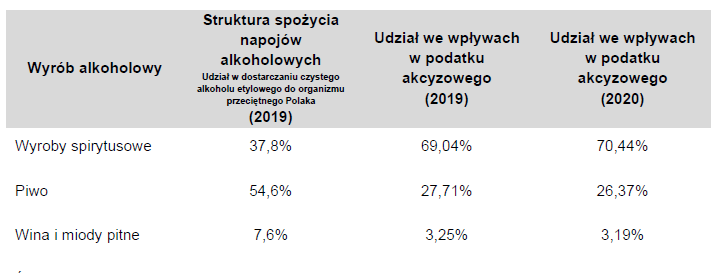 Wyrób alkoholowy
Struktura spożycia
napojów
alkoholowych
Udział w dostarczaniu czystego
alkoholu etylowego do organizmu
przeciętnego Polaka
(2019)
Udział we wpływach
w podatku
akcyzowego
(2019)
Udział we wpływach
w podatku
akcyzowego
(2020)
Wyroby spirytusowe 37,8% 69,04% 70,44%
Piwo 54,6% 27,71% 26,37%
Wina i miody pitne 7,6% 3,25% 3,19%